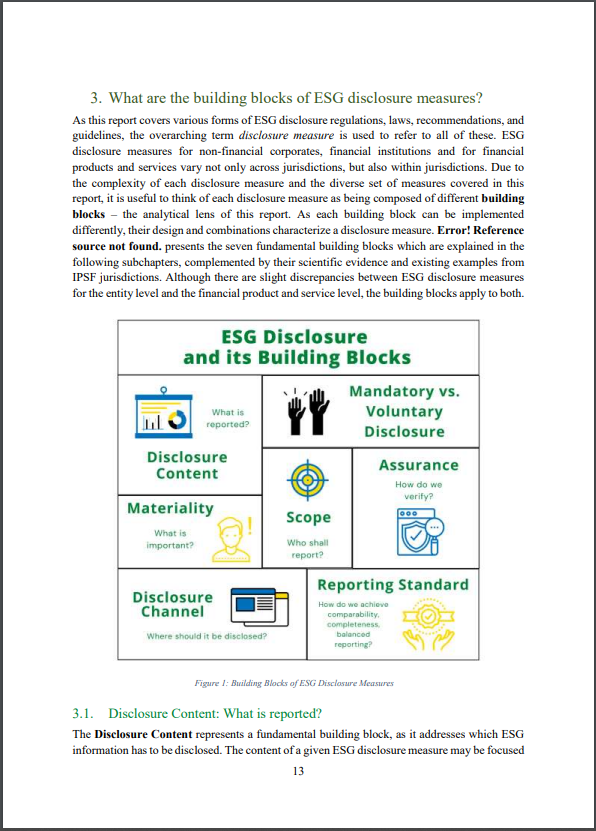 3. What are the building blocks of ESG disclosure measures?
As this report covers various forms of ESG disclosure regulations, laws, recommendations, and
guidelines, the overarching term disclosure measure is used to refer to all of these. ESG
disclosure measures for non-financial corporates, financial institutions and for financial
products and services vary not only across jurisdictions, but also within jurisdictions. Due to
the complexity of each disclosure measure and the diverse set of measures covered in this
report, it is useful to think of each disclosure measure as being composed of different building
blocks – the analytical lens of this report. As each building block can be implemented
differently, their design and combinations characterize a disclosure measure. Error! Reference
source not found. presents the seven fundamental building blocks which are explained in the
following subchapters, complemented by their scientific evidence and existing examples from
IPSF jurisdictions. Although there are slight discrepancies between ESG disclosure measures
for the entity level and the financial product and service level, the building blocks apply to both.
ESG Disclosure
and its Building Blocks
What is
reported?
Disclosure
Content
Mandatory vs.
Voluntary
Disclosure
Materiality
What is
important?
Scope
Who shall
report?
Assurance
How do we
verify?
Disclosure
Channel
Where should it be disclosed?
Reporting Standard
How do we achieve
comparability,
completeness,
balanced
reporting?
Figure 1: Building Blocks of ESG Disclosure Measures
3.1. Disclosure Content: What is reported?
The Disclosure Content represents a fundamental building block, as it addresses which ESG
information has to be disclosed. The content of a given ESG disclosure measure may be focused
13